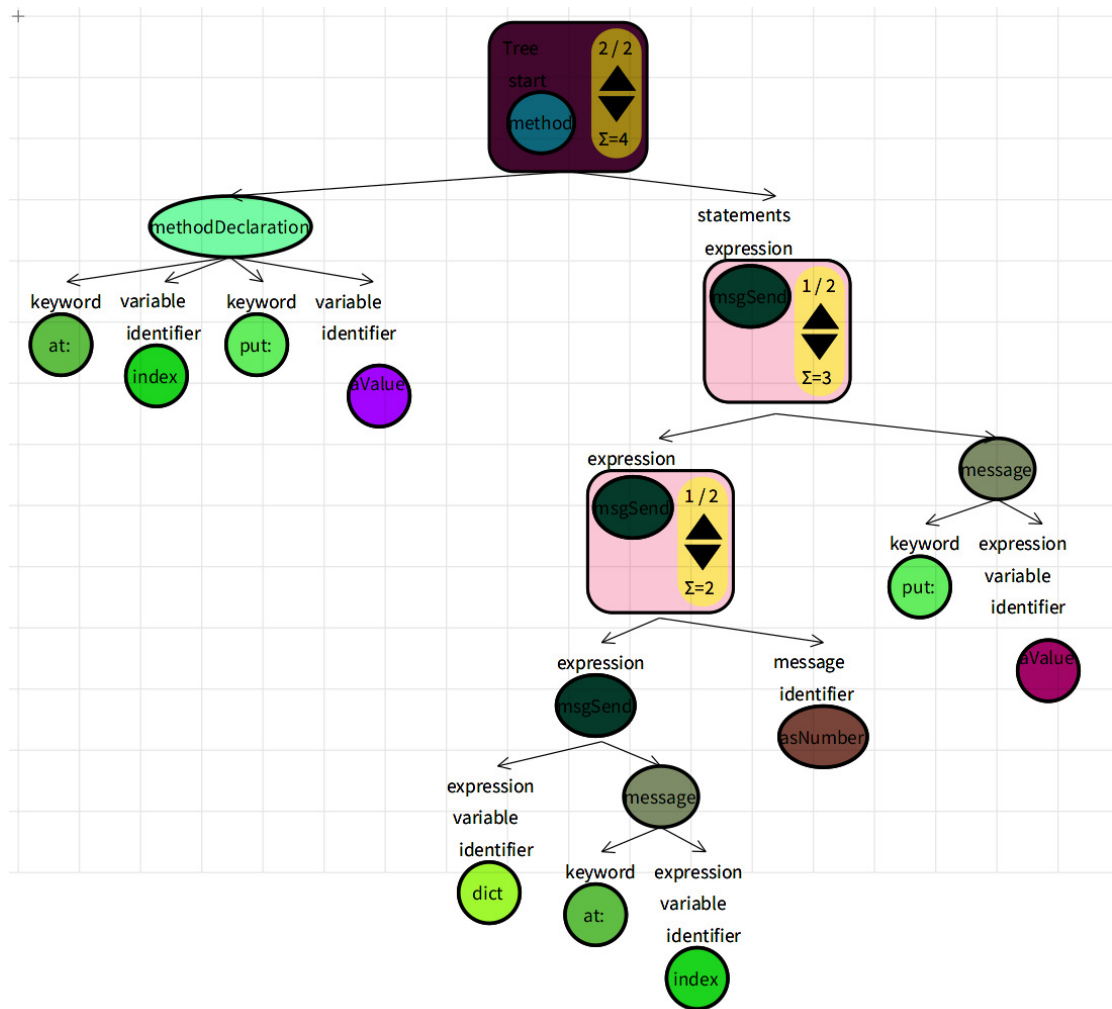 Tree 2 / 2
start
method
Σ=4
methodDeclaration
statements
expression
keyword variable keyword variable
msgSend 1 / 2
identifier identifier
at: put:
index aValue
Σ=3
expression
message
msgSend 1 / 2
keyword expression
variable
put: identifier
Σ=2
expression message
aValue
identifier
msgSend
asNumber
expression
message
variable
identifier
keyword expression
dict variable
at:
identifier
index